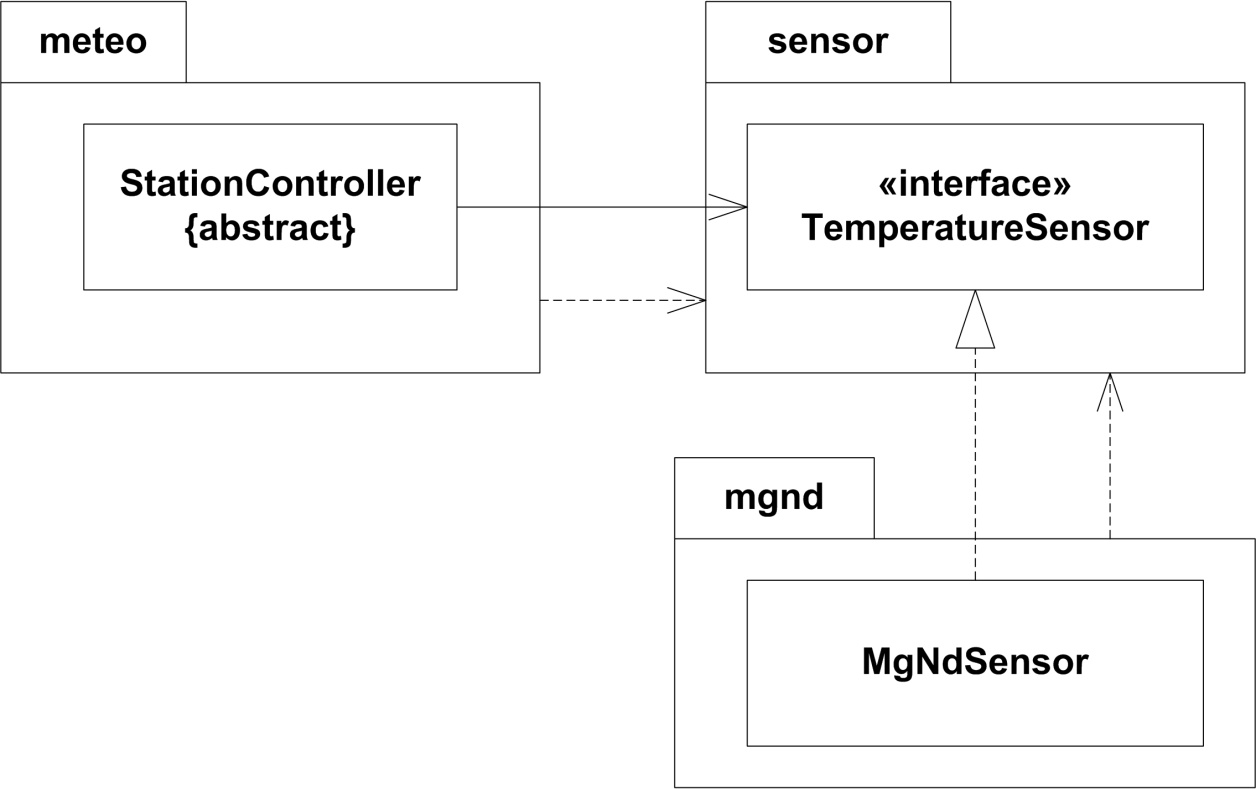 meteo
sensor
StationController
{abstract}
«interface»
TemperatureSensor
mgnd
MgNdSensor